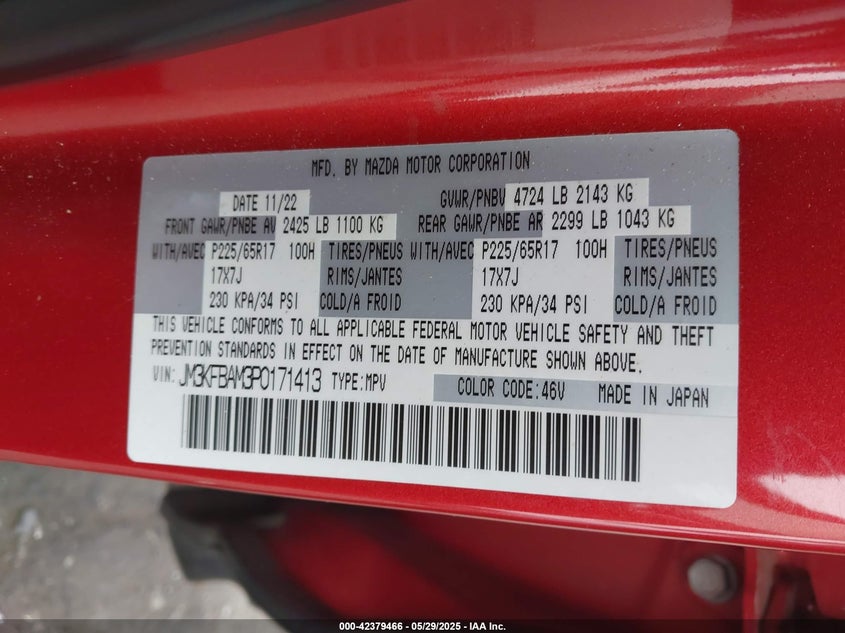 MFD. BY MAZDA MOTOR CORPORATION
DATE 11/22 GVWR/PNBV 4724 LB 2143 KG
FRONT GAWR/PNBE AV 2425 LB 1100 KG REAR GAWR/PNBE AR 2299 LB 1043 KG
WITH/AVEC P225/65R17 100H TIRES/PNEUS WITH/AVEC P225/65R17 100H TIRES/PNEUS
17X7J RIMS/JANTES 17X7J RIMS/JANTES
230 KPA/34 PSI COLD/A FROID 230 KPA/34 PSI COLD/A FROID
THIS VEHICLE CONFORMS TO ALL APPLICABLE FEDERAL MOTOR VEHICLE SAFETY AND THEFT
PREVENTION STANDARDS IN EFFECT ON THE DATE OF MANUFACTURE SHOWN ABOVE.
VIN: JM3KFBAM3P0171413 TYPE:MPV COLOR CODE:46V MADE IN JAPAN
000-42379466 - 05/29/2025 - IAA Inc.